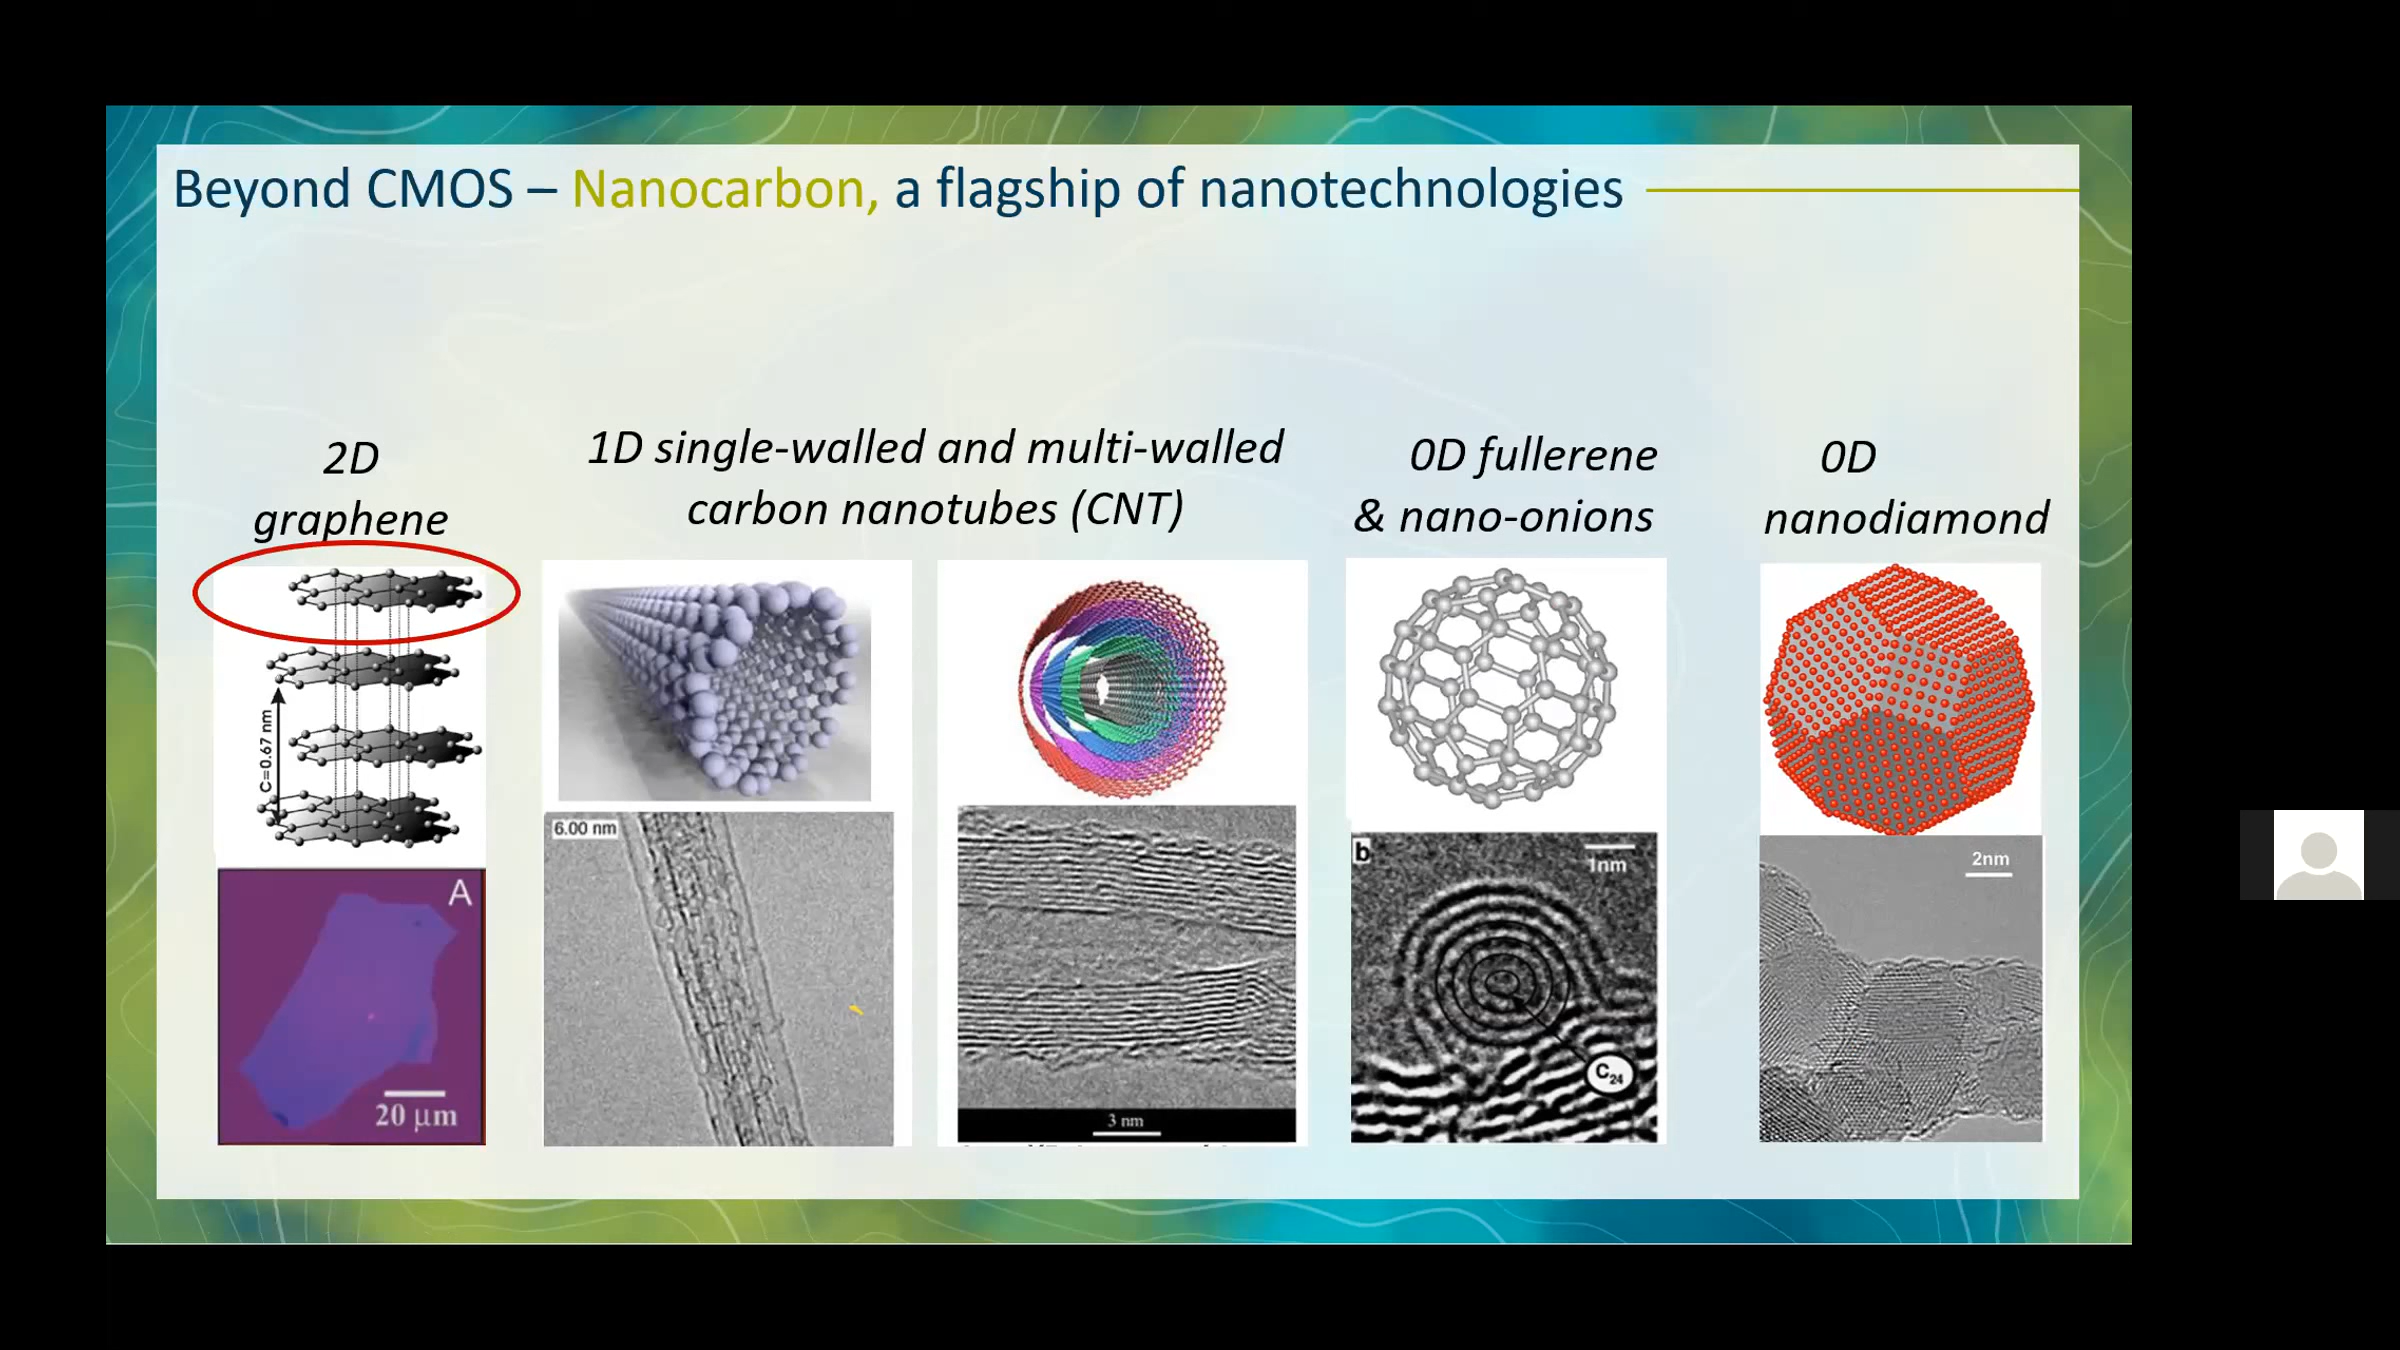 Beyond CMOS – Nanocarbon, a flagship of nanotechnologies
2D
graphene
1D single-walled and multi-walled
carbon nanotubes (CNT)
0D fullerene
& nano-onions
0D
nanodiamond
C=0.67 nm
A
20 µm
6.00 nm
3 nm
b
1nm
C₂₄
2nm